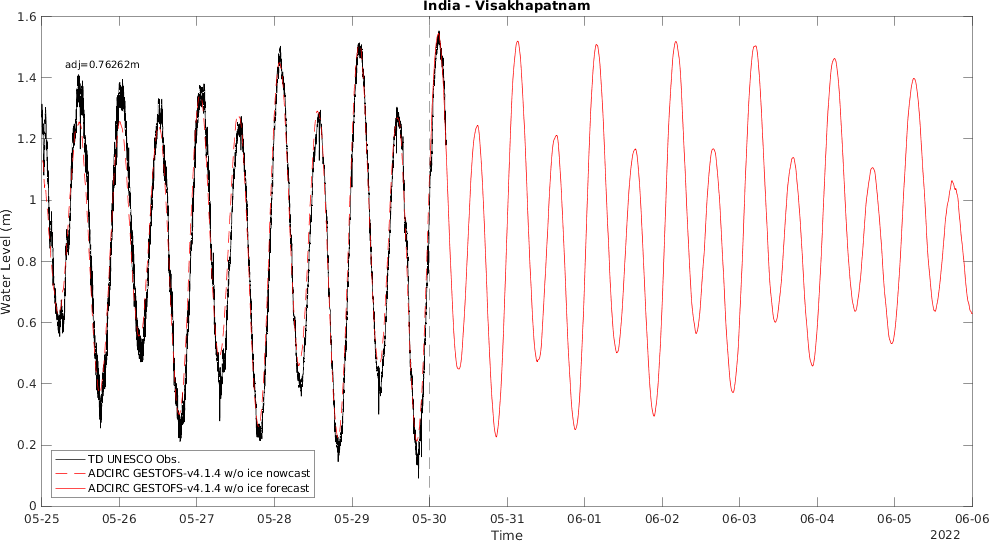 India - Visakhapatnam
adj=0.76262m
1.6
1.4
1.2
1
0.8
0.6
0.4
0.2
0
Water Level (m)
TD UNESCO Obs.
ADCIRC GESTOFS-v4.1.4 w/o ice nowcast
ADCIRC GESTOFS-v4.1.4 w/o ice forecast
05-25 05-26 05-27 05-28 05-29 05-30 05-31 06-01 06-02 06-03 06-04 06-05 06-06
Time
2022